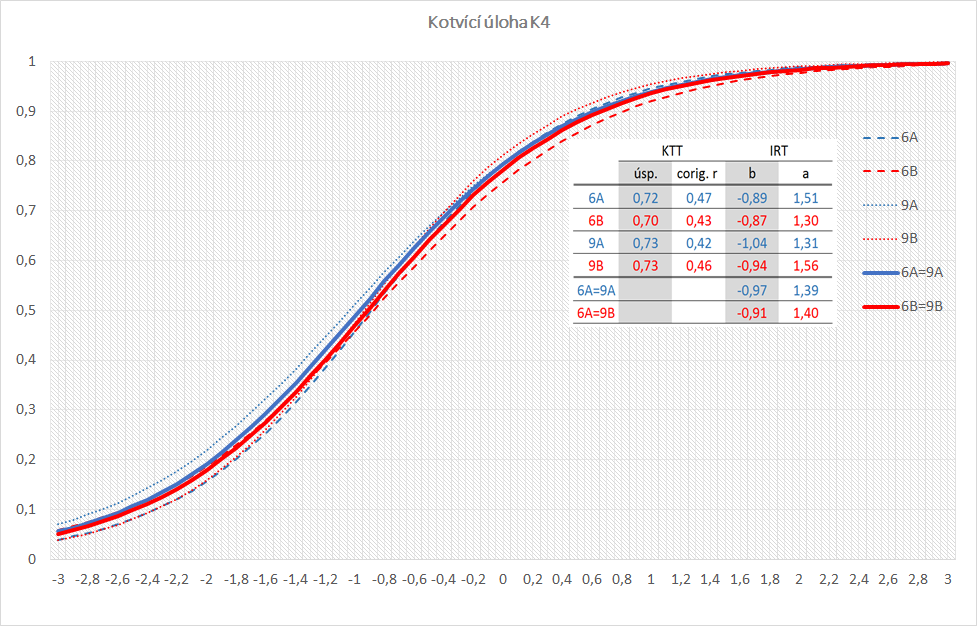 Kotvící úloha K4
1
0,9
0,8
0,7
0,6
0,5
0,4
0,3
0,2
0,1
0
-3 -2,8 -2,6 -2,4 -2,2 -2 -1,8 -1,6 -1,4 -1,2 -1 -0,8 -0,6 -0,4 -0,2 0 0,2 0,4 0,6 0,8 1 1,2 1,4 1,6 1,8 2 2,2 2,4 2,6 2,8 3
KTT IRT
úsp. corig. r b a
6A 0,72 0,47 -0,89 1,51
6B 0,70 0,43 -0,87 1,30
9A 0,73 0,42 -1,04 1,31
9B 0,73 0,46 -0,94 1,56
6A=9A -0,97 1,39
6A=9B -0,91 1,40
6A
6B
9A
9B
6A=9A
6B=9B